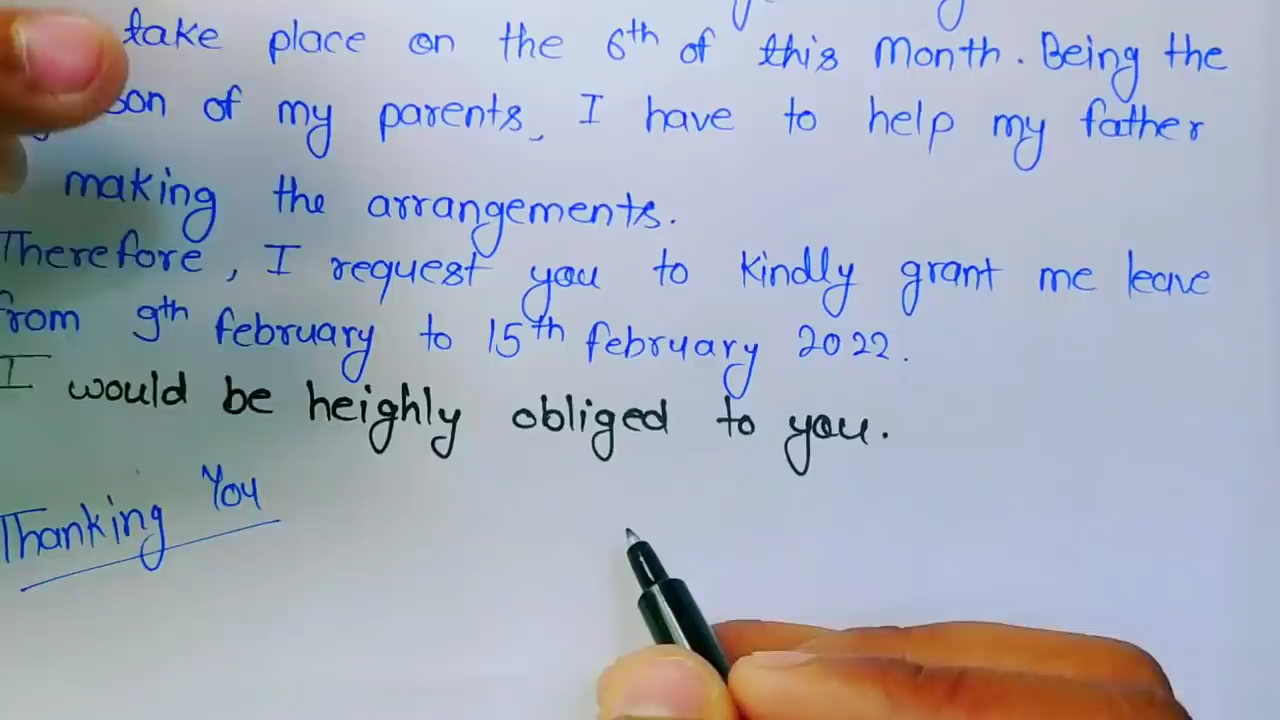 take place on the 6th of this Month. Being the
son of my parents, I have to help my father
making the arrangements.
Therefore, I request you to kindly grant me leave
from 9th february to 15th february 2022.
I would be heighly obliged to you.
Thanking You